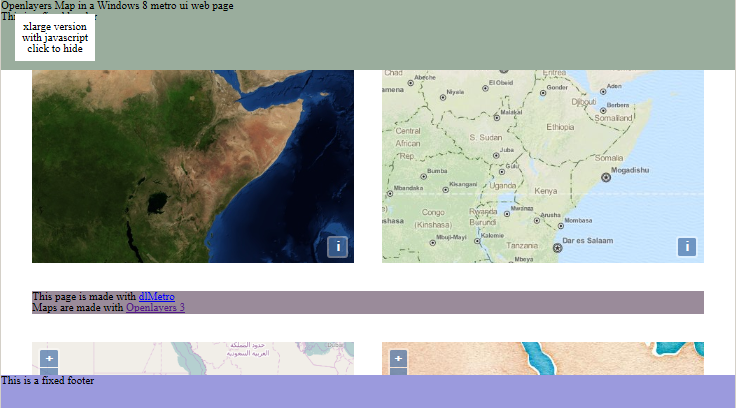 Openlayers Map in a Windows 8 metro ui web page
This is a fixed header
xlarge version
with javascript
click to hide
Chad
Abeche
Eritrea
amena
Niyala
El Obeid
Gonder
Aden
Djibouti
Berbera
Malakal
Somaliland
Central
African
Rep.
S. Sudan
Ethiopia
Juba
Somalia
Bumba
Gulu
Mogadishu
Mbandaka
Kisangani
Uganda
Kenya
shasa
Congo
(Kinshasa)
Rwanda
Burundi
Mwanza
Arusha
Mombasa
Mbuji-Mayi
Kalemie
Tanzania
Dar es Salaam
Mbeya
i
i
This page is made with dlMetro
Maps are made with Openlayers 3
+
حدود المملكة
العربية السعودية
+
This is a fixed footer